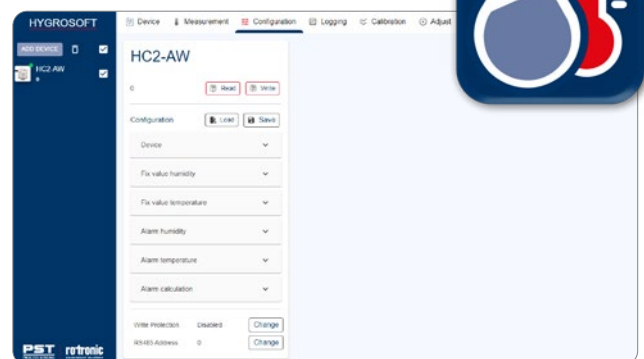 HYGROSOFT
Device Measurement Configuration Logging Calibration Adjust
ADD DEVICE
HC2-AW
0
HC2-AW
0 Read Write
Configuration Load Save
Device
Fix value humidity
Fix value temperature
Alarm humidity
Alarm temperature
Alarm calculation
Write Protection Disabled Change
RS485 Address 0 Change
PST rotronic